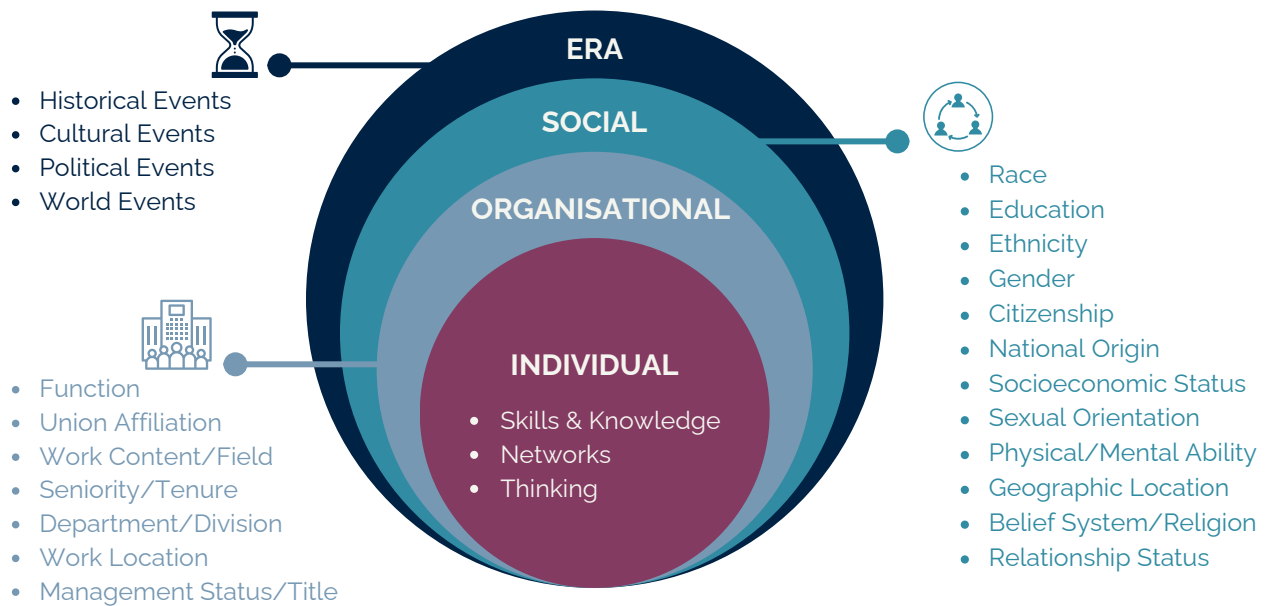 ERA
• Historical Events
• Cultural Events
• Political Events
• World Events
SOCIAL
• Race
• Education
• Ethnicity
• Gender
• Citizenship
• National Origin
• Socioeconomic Status
• Sexual Orientation
• Physical/Mental Ability
• Geographic Location
• Belief System/Religion
• Relationship Status
ORGANISATIONAL
• Function
• Union Affiliation
• Work Content/Field
• Seniority/Tenure
• Department/Division
• Work Location
• Management Status/Title
INDIVIDUAL
• Skills & Knowledge
• Networks
• Thinking